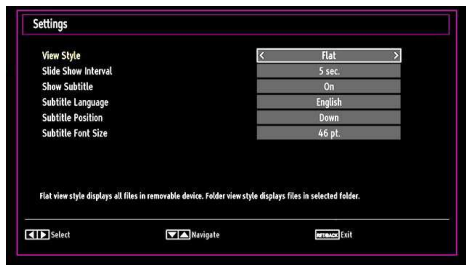 Settings
View Style < Flat >
Slide Show Interval 5 sec.
Show Subtitle On
Subtitle Language English
Subtitle Position Down
Subtitle Font Size 46 pt.
Flat view style displays all files in removable device. Folder view style displays files in selected folder.
Select Navigate RET/BACK Exit